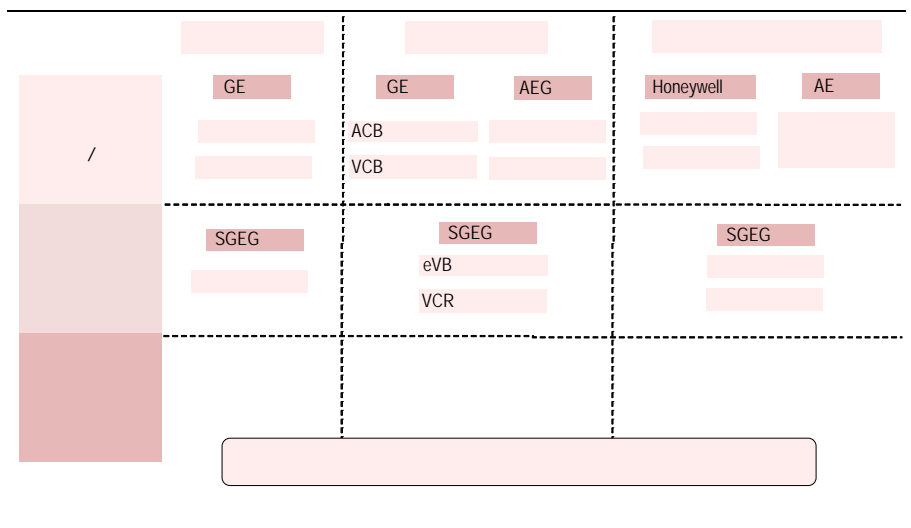 GE
GE
AEG
Honeywell
AE
/
ACB
VCB
SGEG
SGEG
SGEG
eVB
VCR